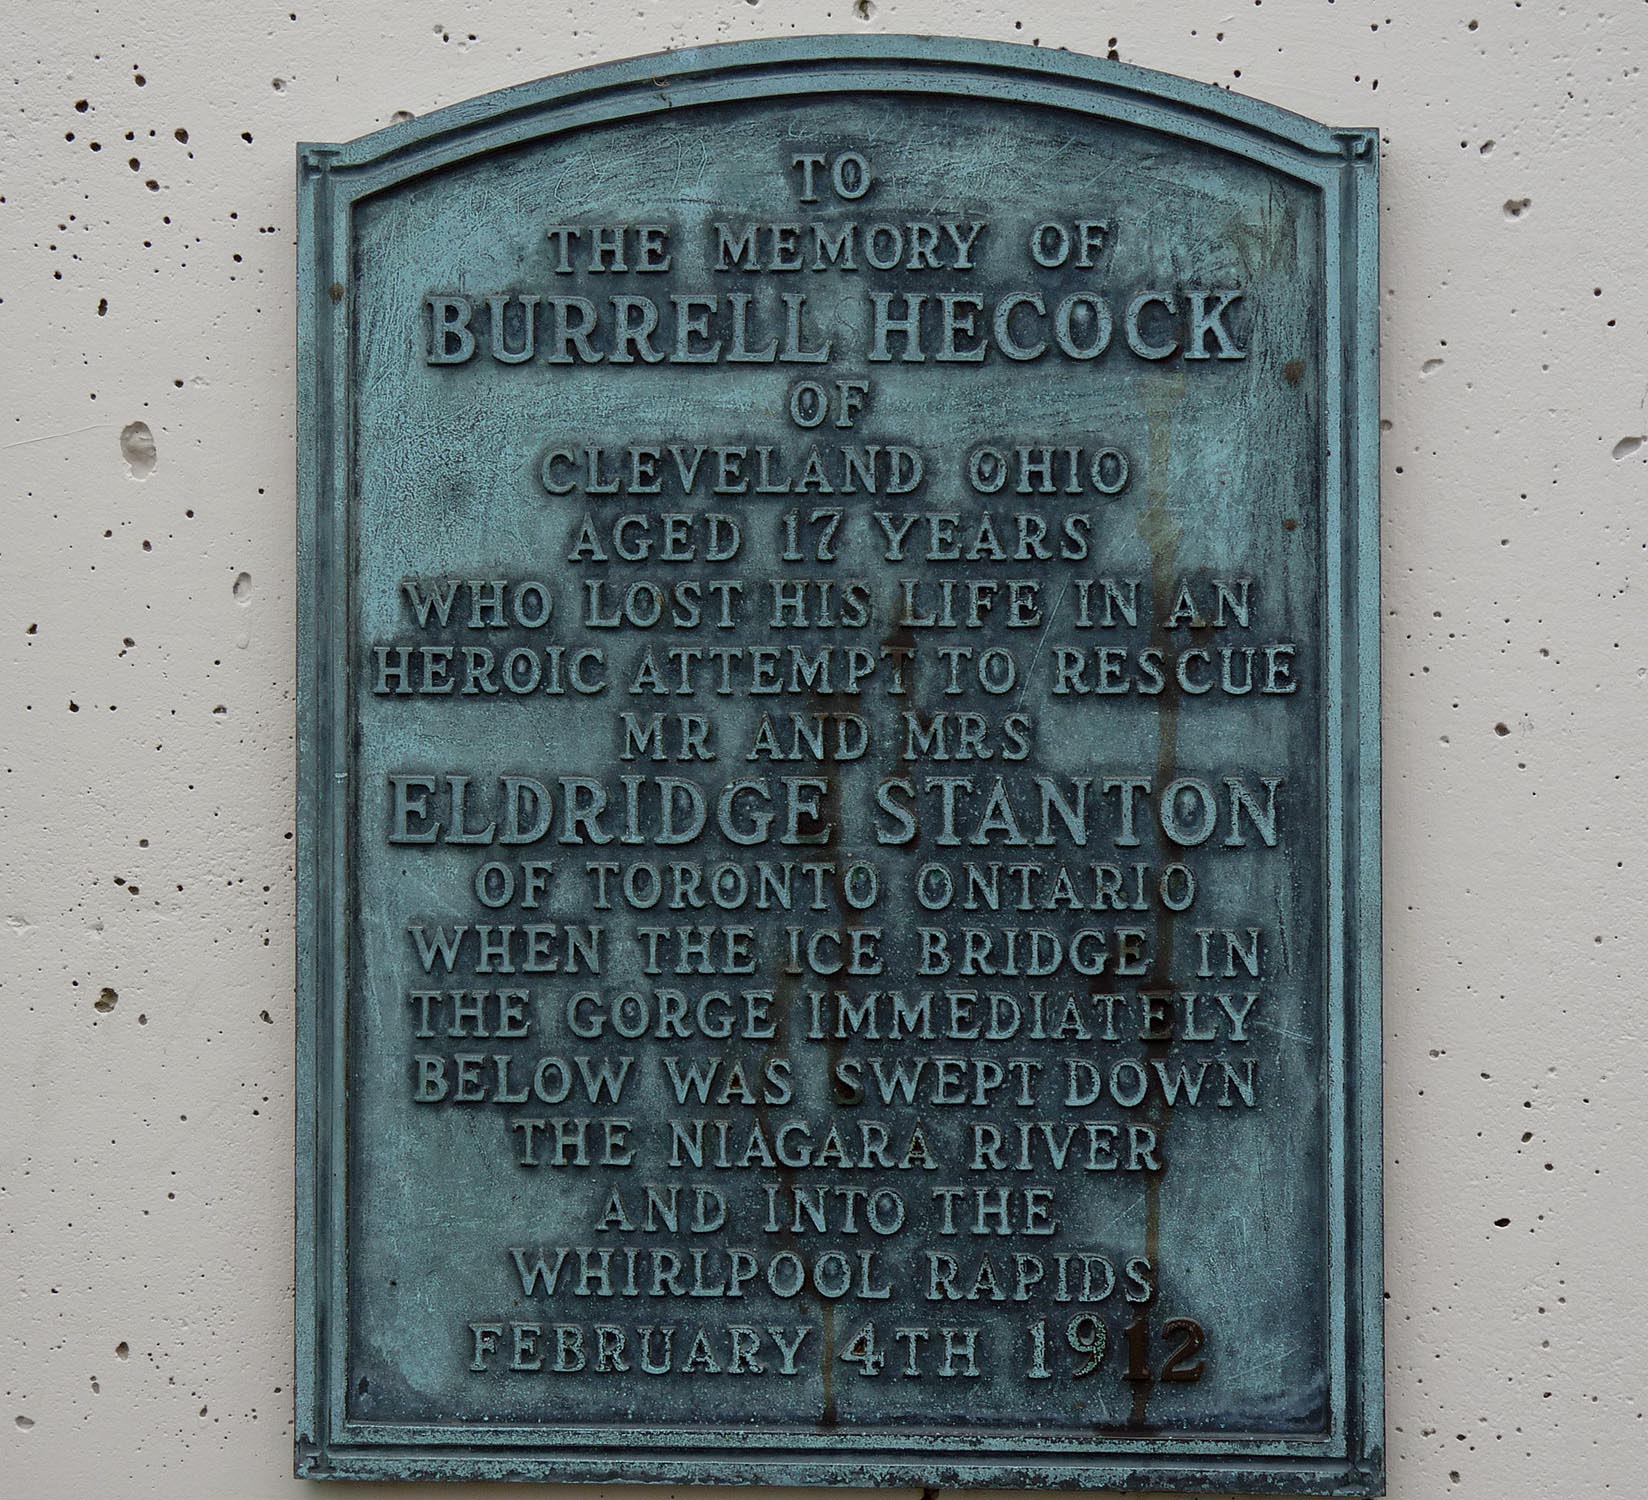 TO
THE MEMORY OF
BURRELL HECOCK
OF
CLEVELAND OHIO
AGED 17 YEARS
WHO LOST HIS LIFE IN AN
HEROIC ATTEMPT TO RESCUE
MR AND MRS
ELDRIDGE STANTON
OF TORONTO ONTARIO
WHEN THE ICE BRIDGE IN
THE GORGE IMMEDIATELY
BELOW WAS SWEPT DOWN
THE NIAGARA RIVER
AND INTO THE
WHIRLPOOL RAPIDS
FEBRUARY 4TH 1912